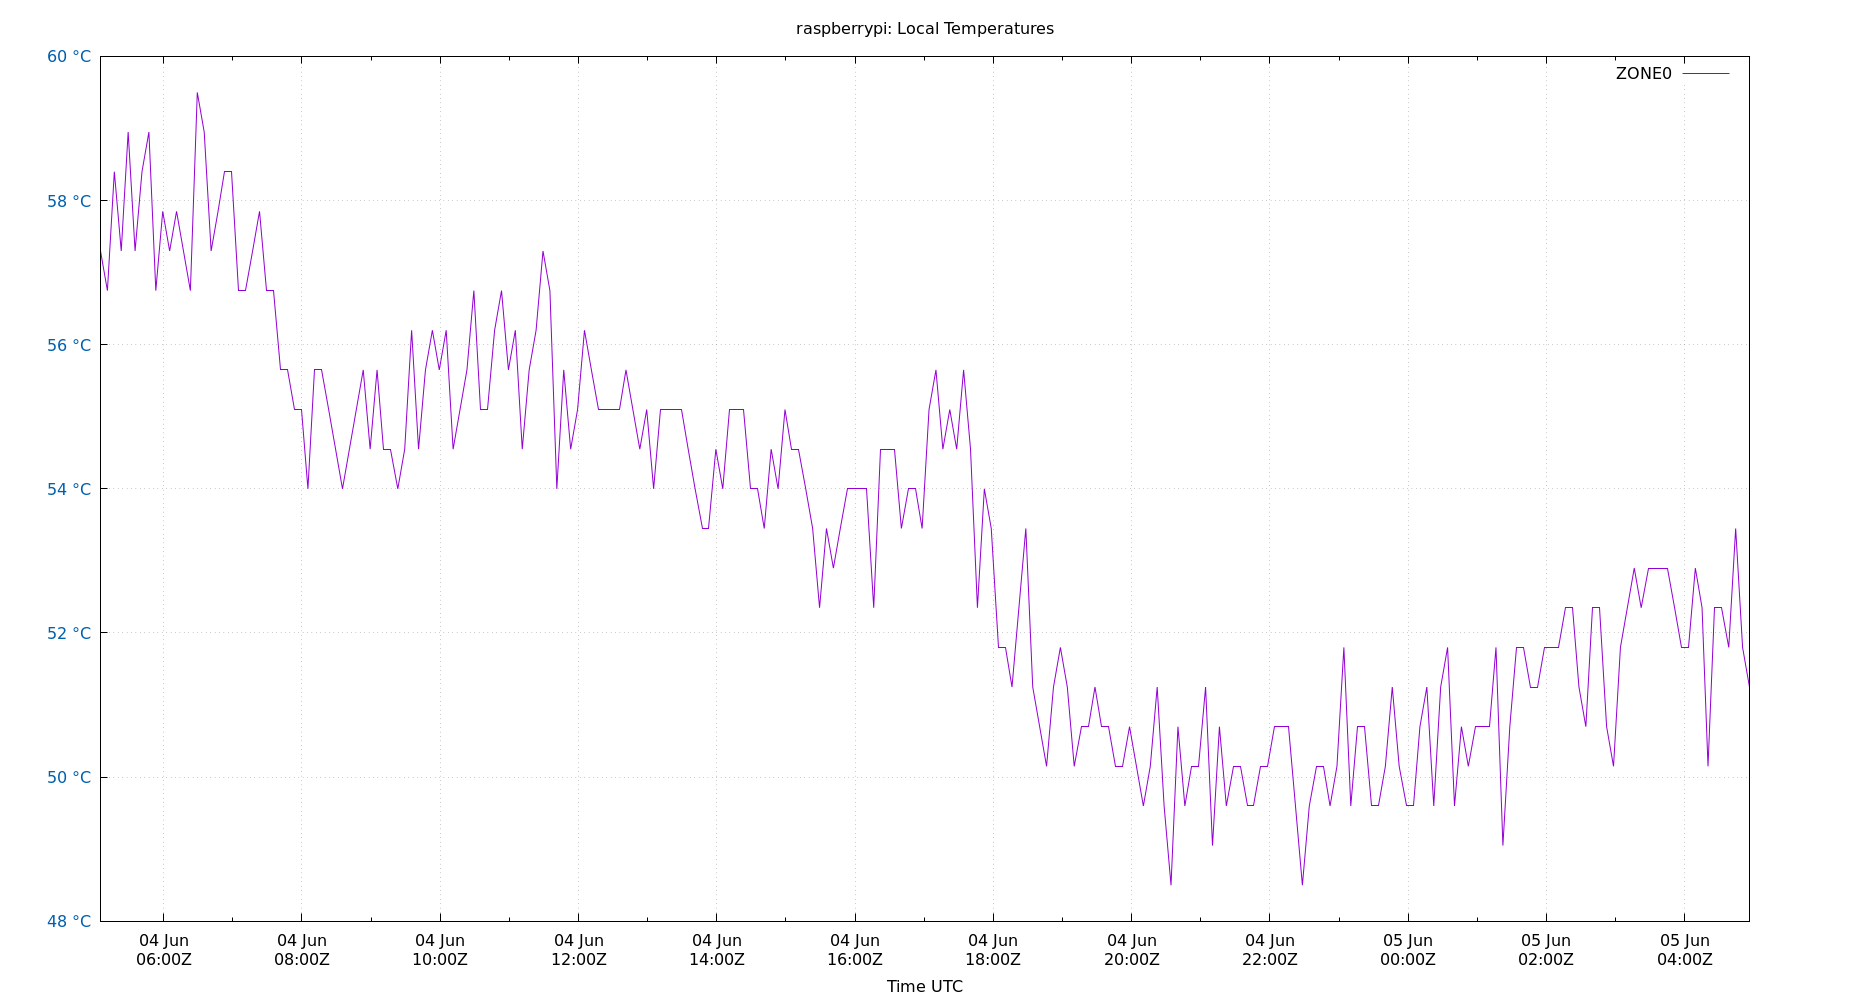 raspberrypi: Local Temperatures
60 °C
ZONE0
58 °C
56 °C
54 °C
52 °C
50 °C
48 °C
04 Jun 04 Jun 04 Jun 04 Jun 04 Jun 04 Jun 04 Jun 04 Jun 04 Jun 05 Jun 05 Jun 05 Jun
06:00Z 08:00Z 10:00Z 12:00Z 14:00Z 16:00Z 18:00Z 20:00Z 22:00Z 00:00Z 02:00Z 04:00Z
Time UTC